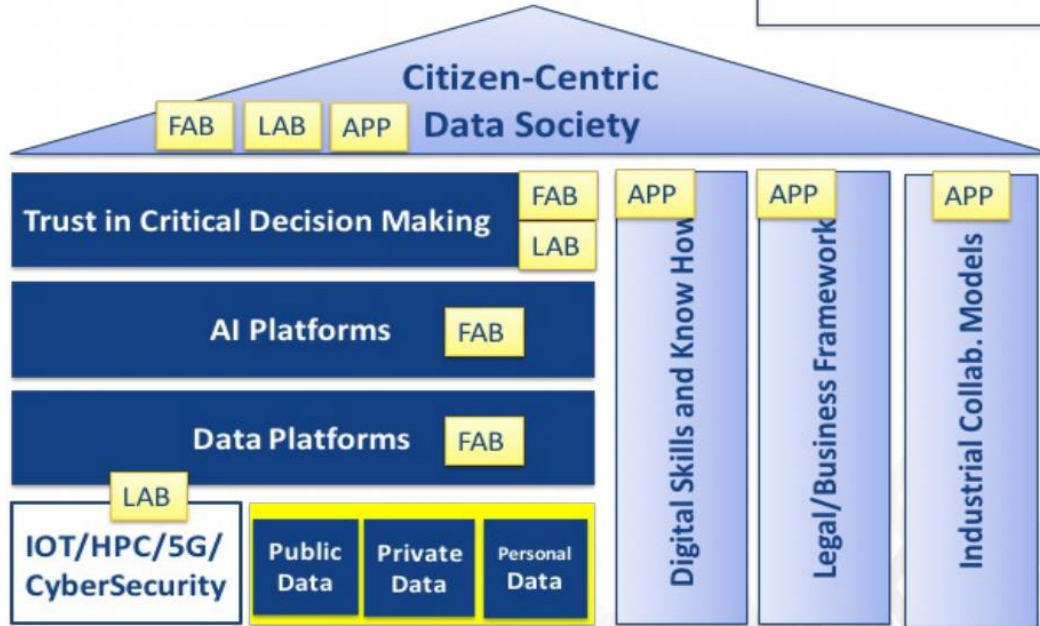 Citizen-Centric
Data Society
FAB
LAB
APP
Trust in Critical Decision Making
FAB
LAB
AI Platforms
FAB
Data Platforms
FAB
LAB
IOT/HPC/5G/
CyberSecurity
Public
Data
Private
Data
Personal
Data
APP
Digital Skills and Know How
APP
Legal/Business Framework
APP
Industrial Collab. Models